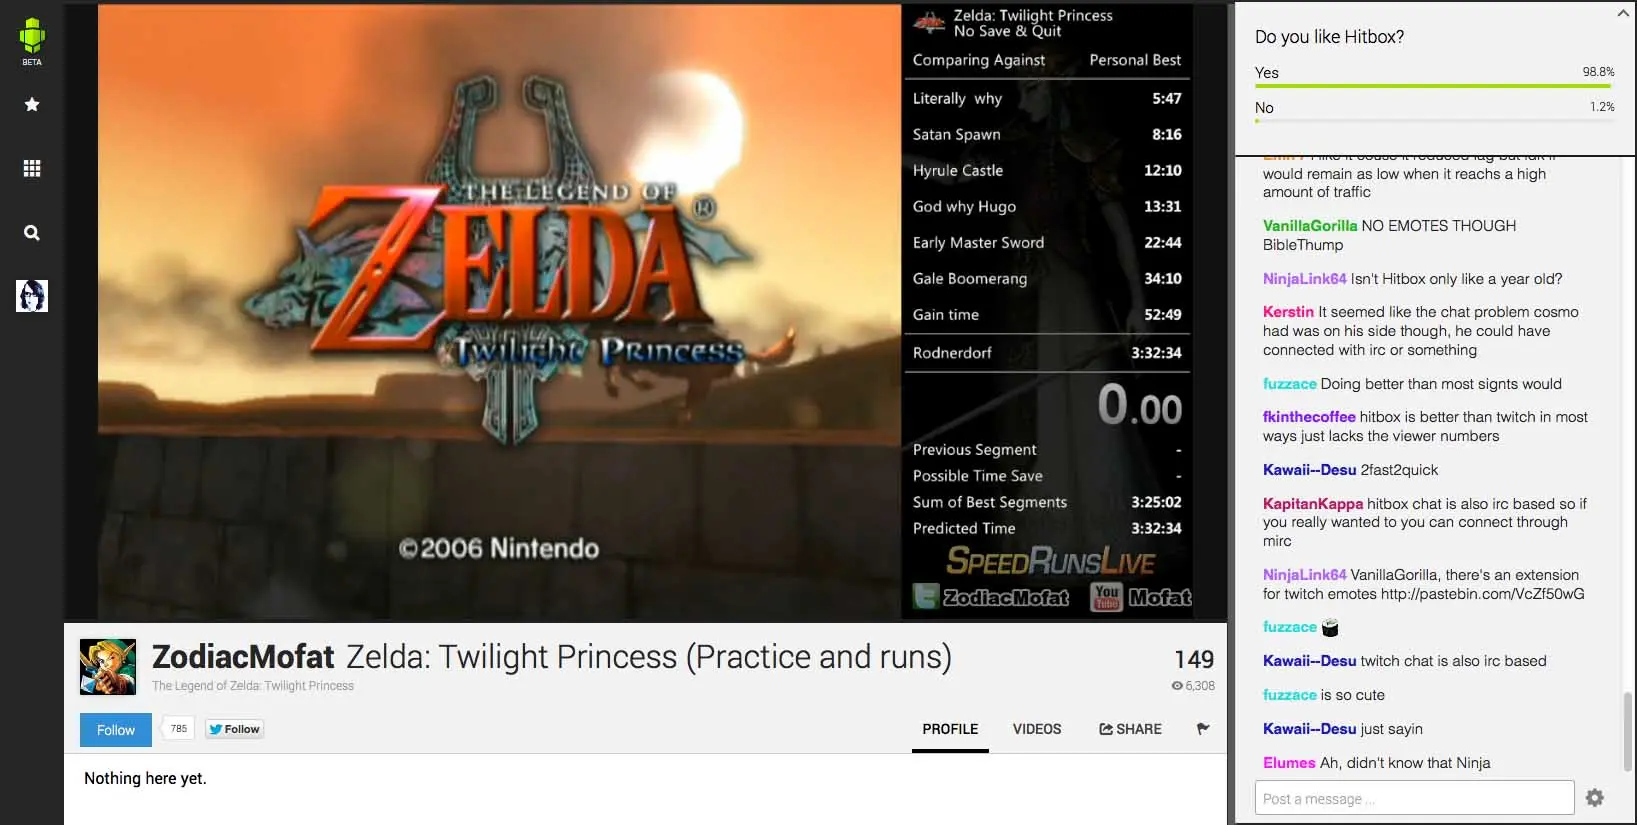 BETA
THE LEGEND OF
ZELDA®
Twilight Princess
©2006 Nintendo
Zelda: Twilight Princess
No Save & Quit
Comparing Against Personal Best
Literally why 5:47
Satan Spawn 8:16
Hyrule Castle 12:10
God why Hugo 13:31
Early Master Sword 22:44
Gale Boomerang 34:10
Gain time 52:49
Rodnerdorf 3:32:34
0.00
Previous Segment -
Possible Time Save -
Sum of Best Segments 3:25:02
Predicted Time 3:32:34
SPEEDRUNSLIVE
ZodiacMofat You Tube Mofat
ZodiacMofat Zelda: Twilight Princess (Practice and runs)
149
The Legend of Zelda: Twilight Princess
6,308
Follow 785 Follow
PROFILE VIDEOS SHARE
Nothing here yet.
Do you like Hitbox?
Yes 98.8%
No 1.2%
would remain as low when it reachs a high
amount of traffic
VanillaGorilla NO EMOTES THOUGH
BibleThump
NinjaLink64 Isn't Hitbox only like a year old?
Kerstin It seemed like the chat problem cosmo
had was on his side though, he could have
connected with irc or something
fuzzace Doing better than most signts would
fkinthecoffee hitbox is better than twitch in most
ways just lacks the viewer numbers
Kawaii--Desu 2fast2quick
KapitanKappa hitbox chat is also irc based so if
you really wanted to you can connect through
mirc
NinjaLink64 VanillaGorilla, there's an extension
for twitch emotes http://pastebin.com/VcZf50wG
fuzzace
Kawaii--Desu twitch chat is also irc based
fuzzace is so cute
Kawaii--Desu just sayin
Elumes Ah, didn't know that Ninja
Post a message ...